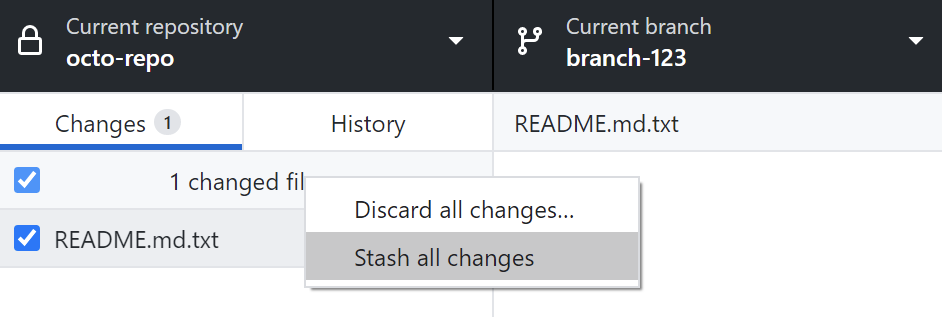 Current repository
octo-repo
Current branch
branch-123
Changes 1
History
README.md.txt
1 changed fil
Discard all changes...
README.md.txt
Stash all changes